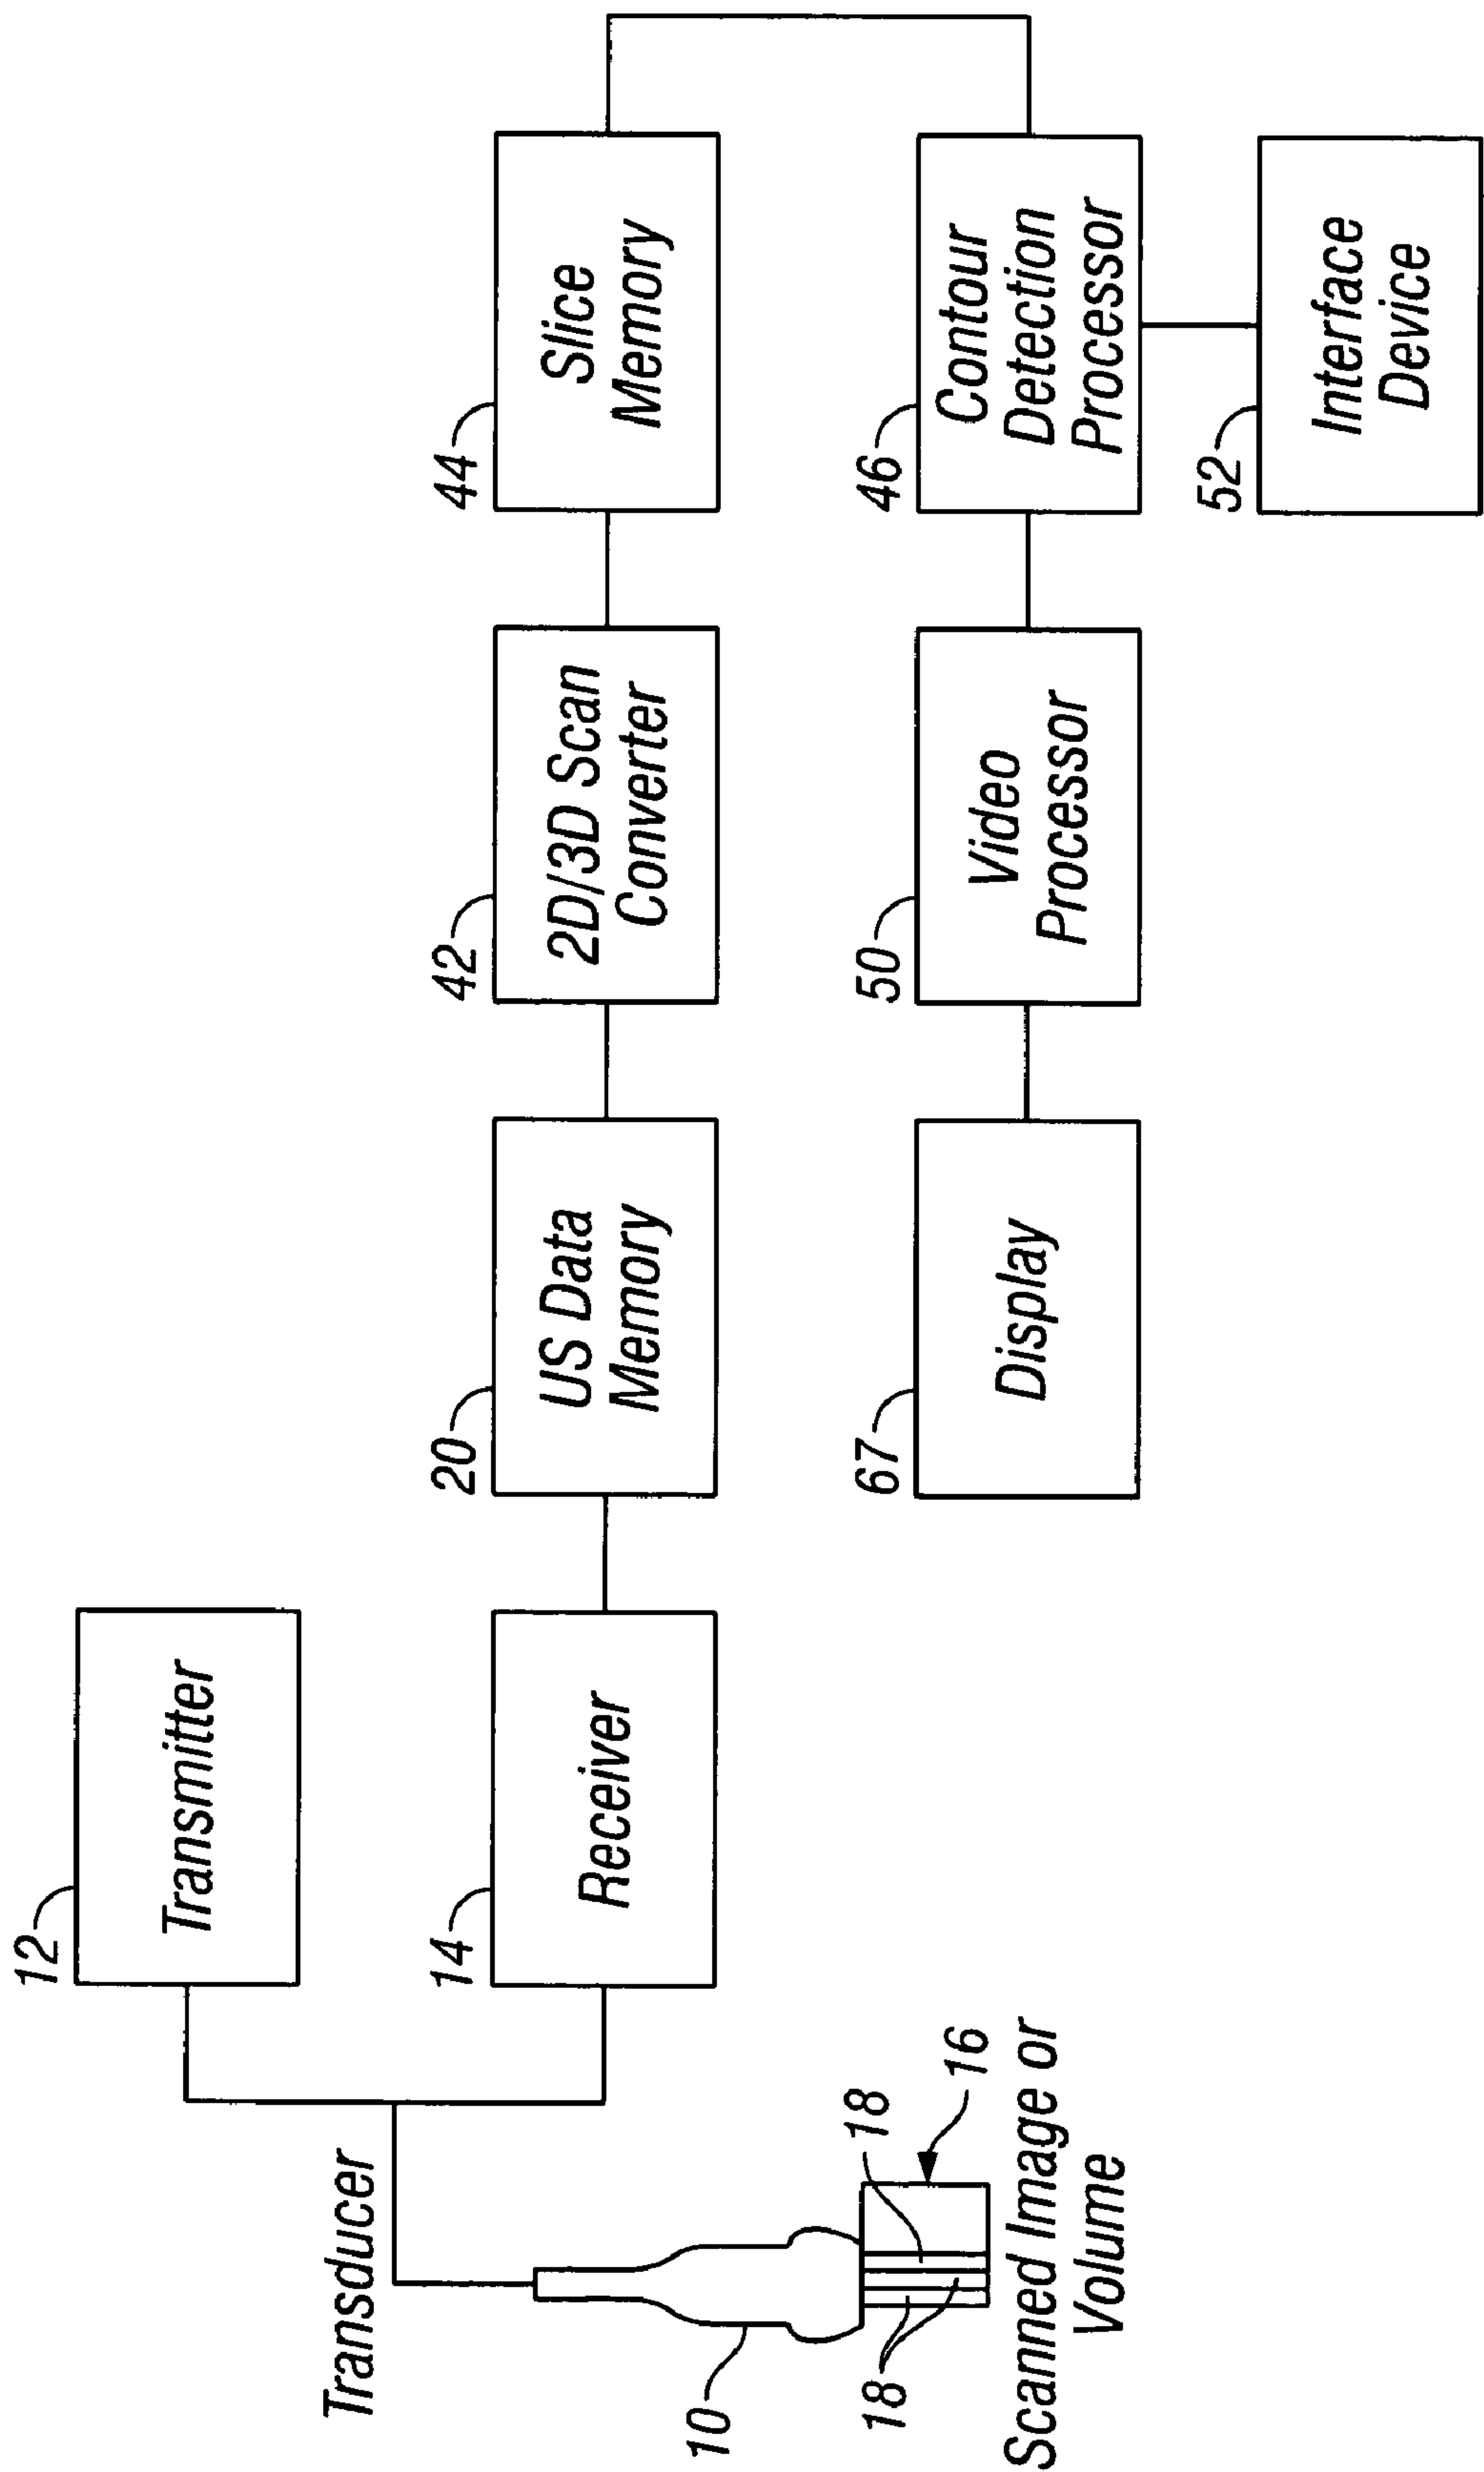 12
Transmitter
Transducer
14
Receiver
20
US Data
Memory
42
2D/3D Scan
Converter
44
Slice
Memory
10
18
18
16
Scanned Image or
Volume
67
Display
50
Video
Processor
46
Contour
Detection
Processor
52
Interface
Device